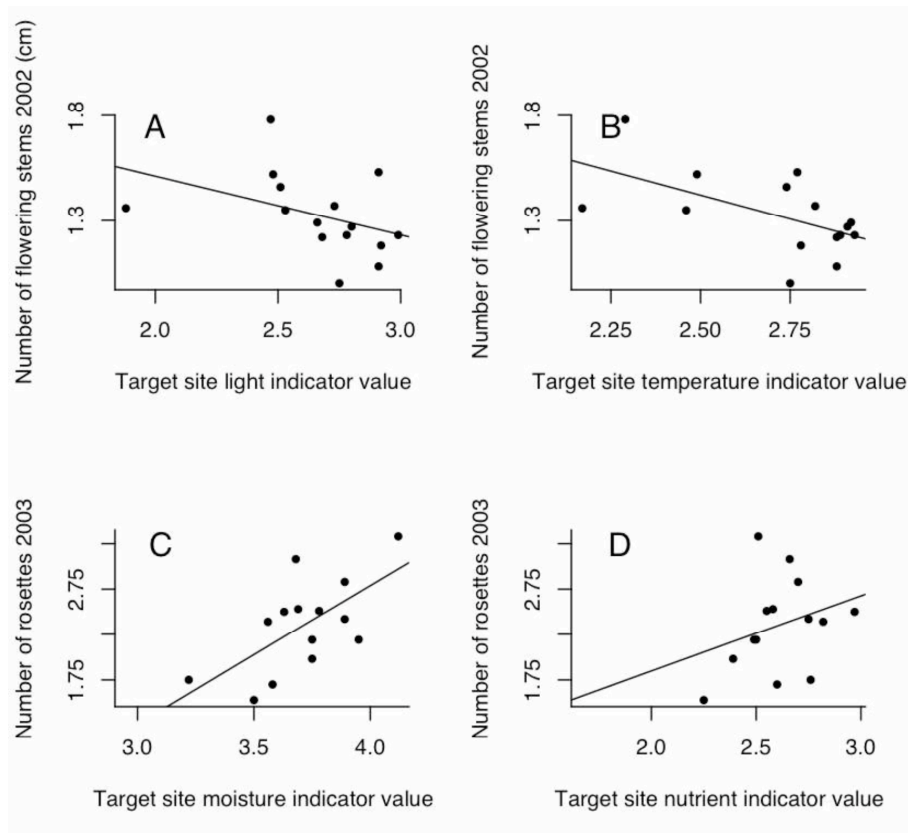 Number of flowering stems 2002 (cm)
1.8
1.3
A
2.0 2.5 3.0
Target site light indicator value
Number of flowering stems 2002
1.8
1.3
B
2.25 2.50 2.75
Target site temperature indicator value
Number of rosettes 2003
2.75
1.75
C
3.0 3.5 4.0
Target site moisture indicator value
Number of rosettes 2003
2.75
1.75
D
2.0 2.5 3.0
Target site nutrient indicator value